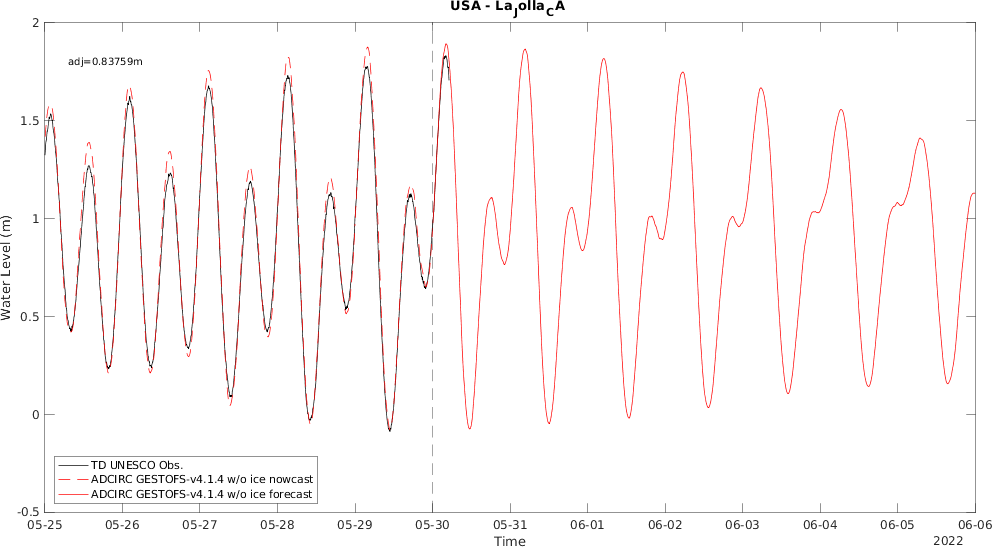 USA - LaJollaCA
adj=0.83759m
Water Level (m)
2
1.5
1
0.5
0
-0.5
TD UNESCO Obs.
ADCIRC GESTOFS-v4.1.4 w/o ice nowcast
ADCIRC GESTOFS-v4.1.4 w/o ice forecast
05-25 05-26 05-27 05-28 05-29 05-30 05-31 06-01 06-02 06-03 06-04 06-05 06-06
Time
2022